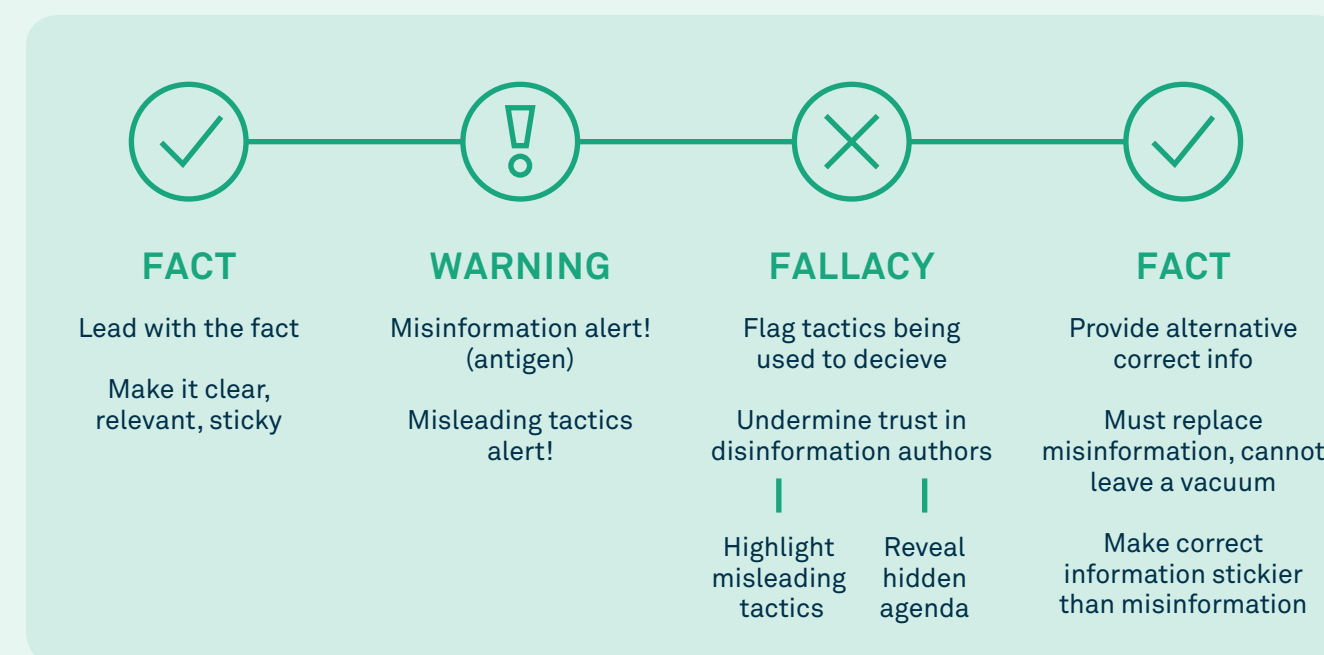 FACT
Lead with the fact
Make it clear,
relevant, sticky
WARNING
Misinformation alert!
(antigen)
Misleading tactics
alert!
FALLACY
Flag tactics being
used to decieve
Undermine trust in
disinformation authors
Highlight
misleading
tactics
Reveal
hidden
agenda
FACT
Provide alternative
correct info
Must replace
misinformation, cannot
leave a vacuum
Make correct
information stickier
than misinformation